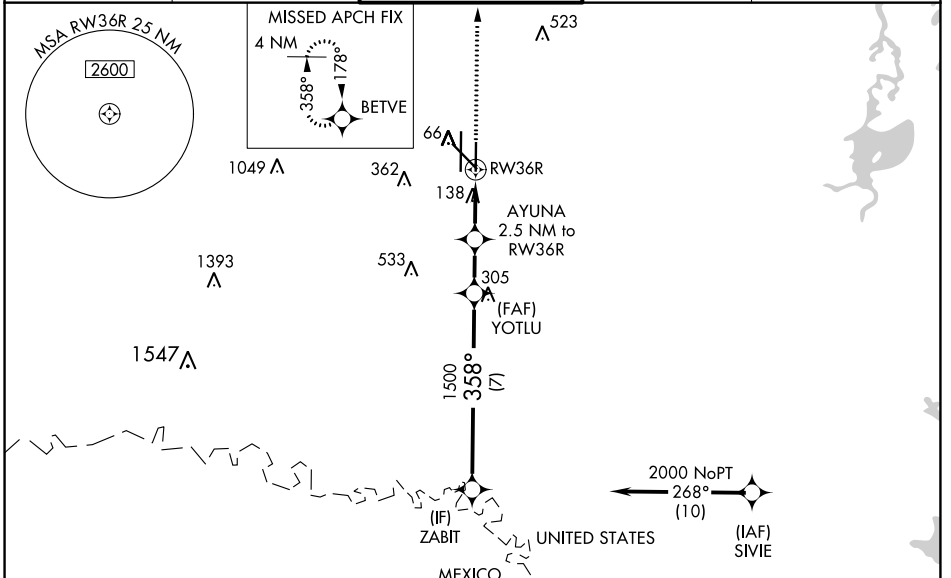 MSA RW36R 25 NM
2600
MISSED APCH FIX
4 NM
358°
178°
BETVE
523
66
RW36R
1049
362
138
AYUNA
2.5 NM to
RW36R
1393
533
305
(FAF)
YOTLU
1547
1500
358°
(7)
2000 NoPT
268°
(10)
(IF)
ZABIT
UNITED STATES
(IAF)
SIVIE
MEXICO